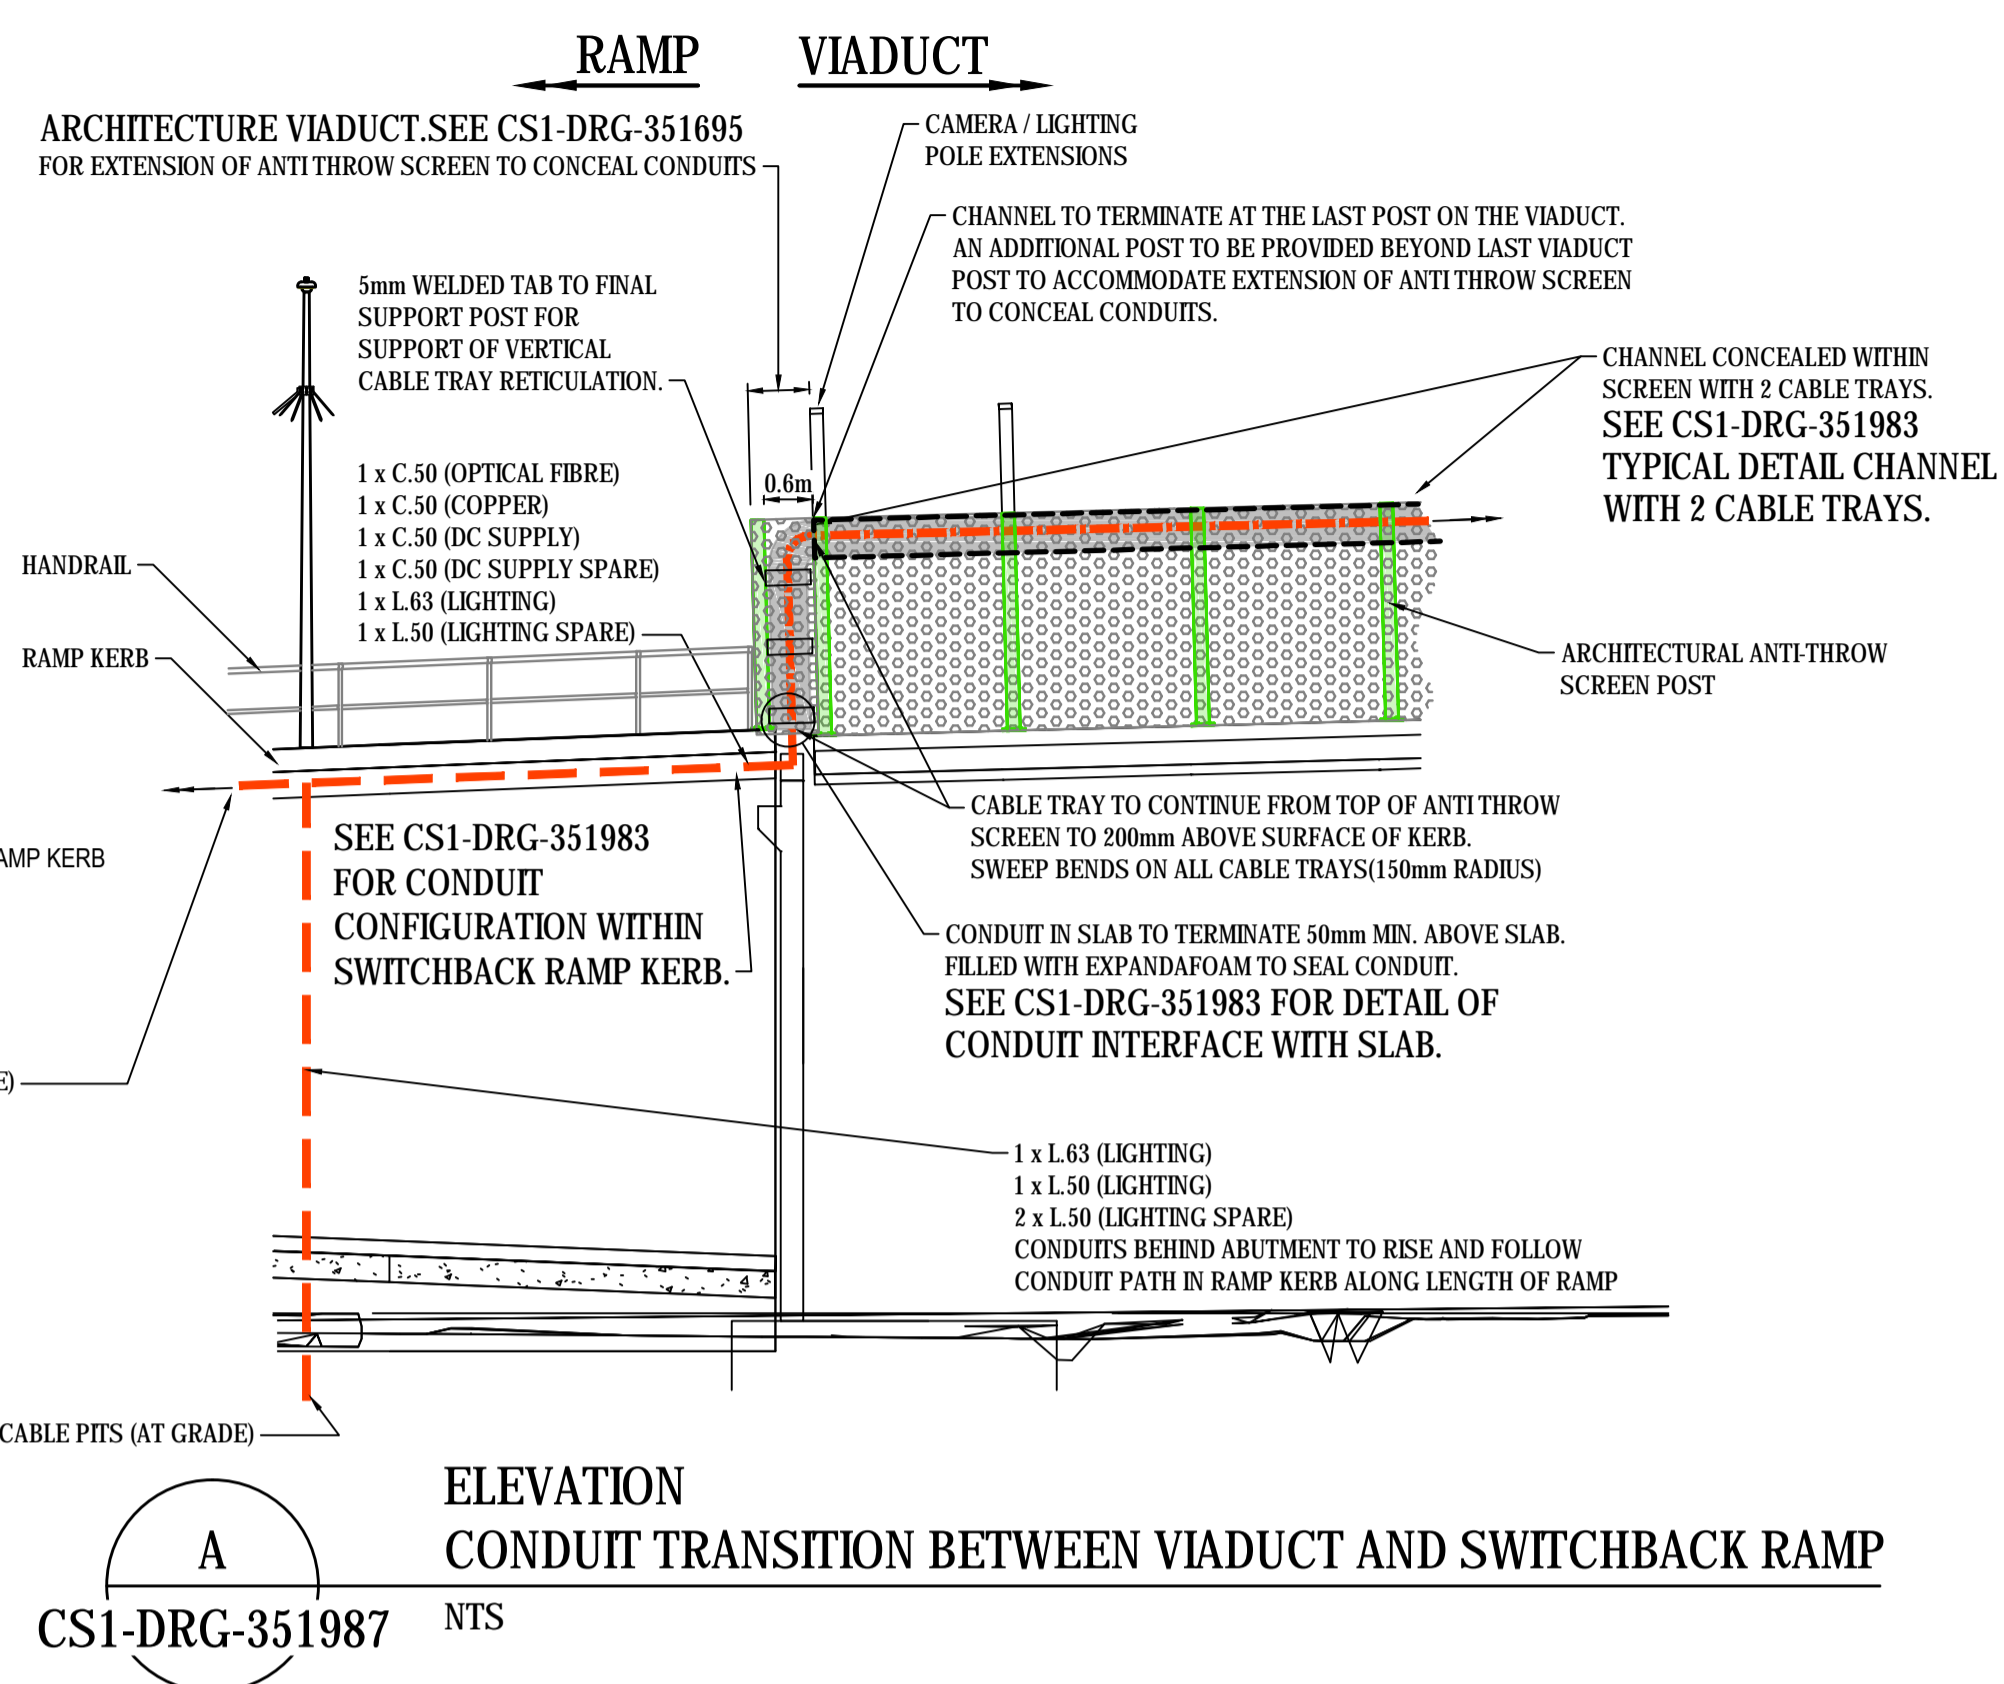 RAMP
VIADUCT
ARCHITECTURE VIADUCT.SEE CS1-DRG-351695
FOR EXTENSION OF ANTI THROW SCREEN TO CONCEAL CONDUITS
CAMERA / LIGHTING
POLE EXTENSIONS
CHANNEL TO TERMINATE AT THE LAST POST ON THE VIADUCT.
AN ADDITIONAL POST TO BE PROVIDED BEYOND LAST VIADUCT
POST TO ACCOMMODATE EXTENSION OF ANTI THROW SCREEN
TO CONCEAL CONDUITS.
5mm WELDED TAB TO FINAL
SUPPORT POST FOR
SUPPORT OF VERTICAL
CABLE TRAY RETICULATION.
CHANNEL CONCEALED WITHIN
SCREEN WITH 2 CABLE TRAYS.
SEE CS1-DRG-351983
TYPICAL DETAIL CHANNEL
WITH 2 CABLE TRAYS.
1 x C.50 (OPTICAL FIBRE)
1 x C.50 (COPPER)
1 x C.50 (DC SUPPLY)
1 x C.50 (DC SUPPLY SPARE)
1 x L.63 (LIGHTING)
1 x L.50 (LIGHTING SPARE)
0.6m
HANDRAIL
RAMP KERB
ARCHITECTURAL ANTI-THROW
SCREEN POST
CABLE TRAY TO CONTINUE FROM TOP OF ANTI THROW
SCREEN TO 200mm ABOVE SURFACE OF KERB.
SWEEP BENDS ON ALL CABLE TRAYS(150mm RADIUS)
AMP KERB
SEE CS1-DRG-351983
FOR CONDUIT
CONFIGURATION WITHIN
SWITCHBACK RAMP KERB.
CONDUIT IN SLAB TO TERMINATE 50mm MIN. ABOVE SLAB.
FILLED WITH EXPANDAFOAM TO SEAL CONDUIT.
SEE CS1-DRG-351983 FOR DETAIL OF
CONDUIT INTERFACE WITH SLAB.
E)
1 x L.63 (LIGHTING)
1 x L.50 (LIGHTING)
2 x L.50 (LIGHTING SPARE)
CONDUITS BEHIND ABUTMENT TO RISE AND FOLLOW
CONDUIT PATH IN RAMP KERB ALONG LENGTH OF RAMP
CABLE PITS (AT GRADE)
A
CS1-DRG-351987
ELEVATION
CONDUIT TRANSITION BETWEEN VIADUCT AND SWITCHBACK RAMP
NTS